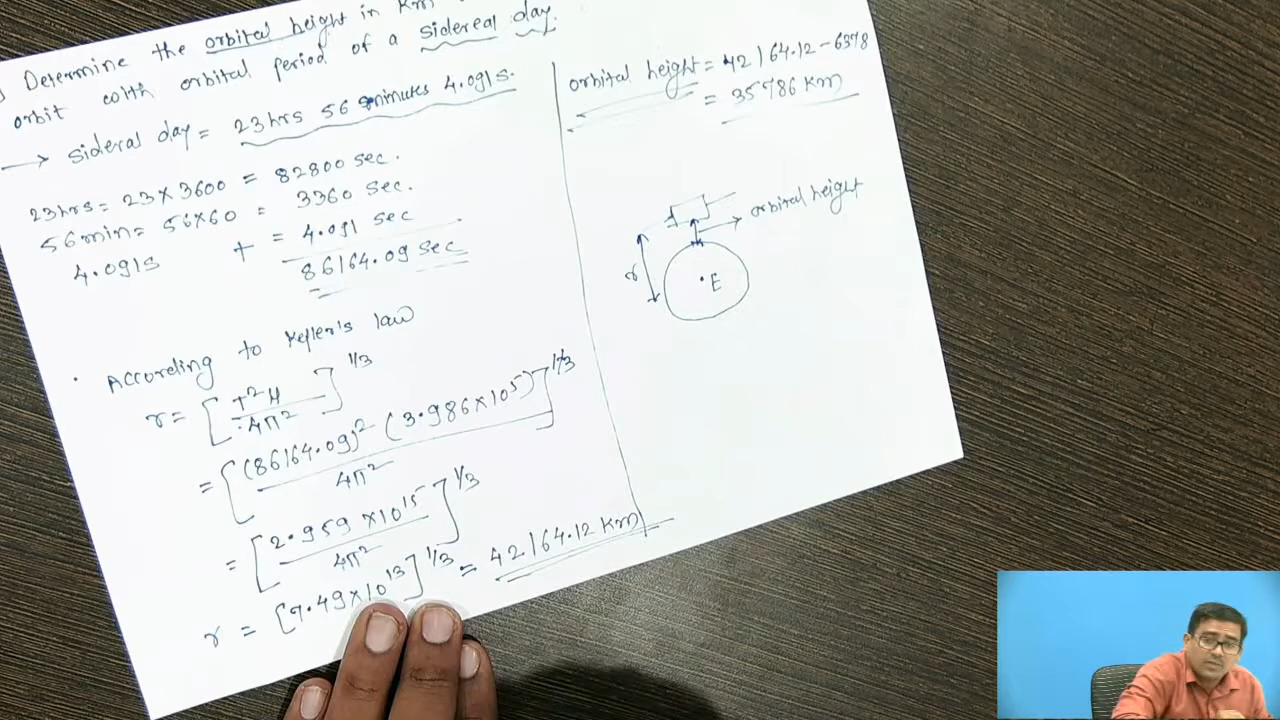 Determine the orbital height in Km
orbit with orbital period of a sidereal day.
→ sideral day = 23hrs 56 minutes 4.091s.
23hrs = 23×3600 = 82800 sec.
56min = 56×60 = 3360 sec.
4.091s + = 4.091 sec
86164.09 sec
· According to Kepler's law
r = [T²μ/4π²]^1/3
= [(86164.09)² (3.986×10⁵)/4π²]^1/3
= [2.959×10¹⁵/4π²]^1/3
r = [7.49×10¹³]^1/3 = 42164.12 Km
orbital height = 42164.12 - 6378
= 35786 Km
orbital height
r
E